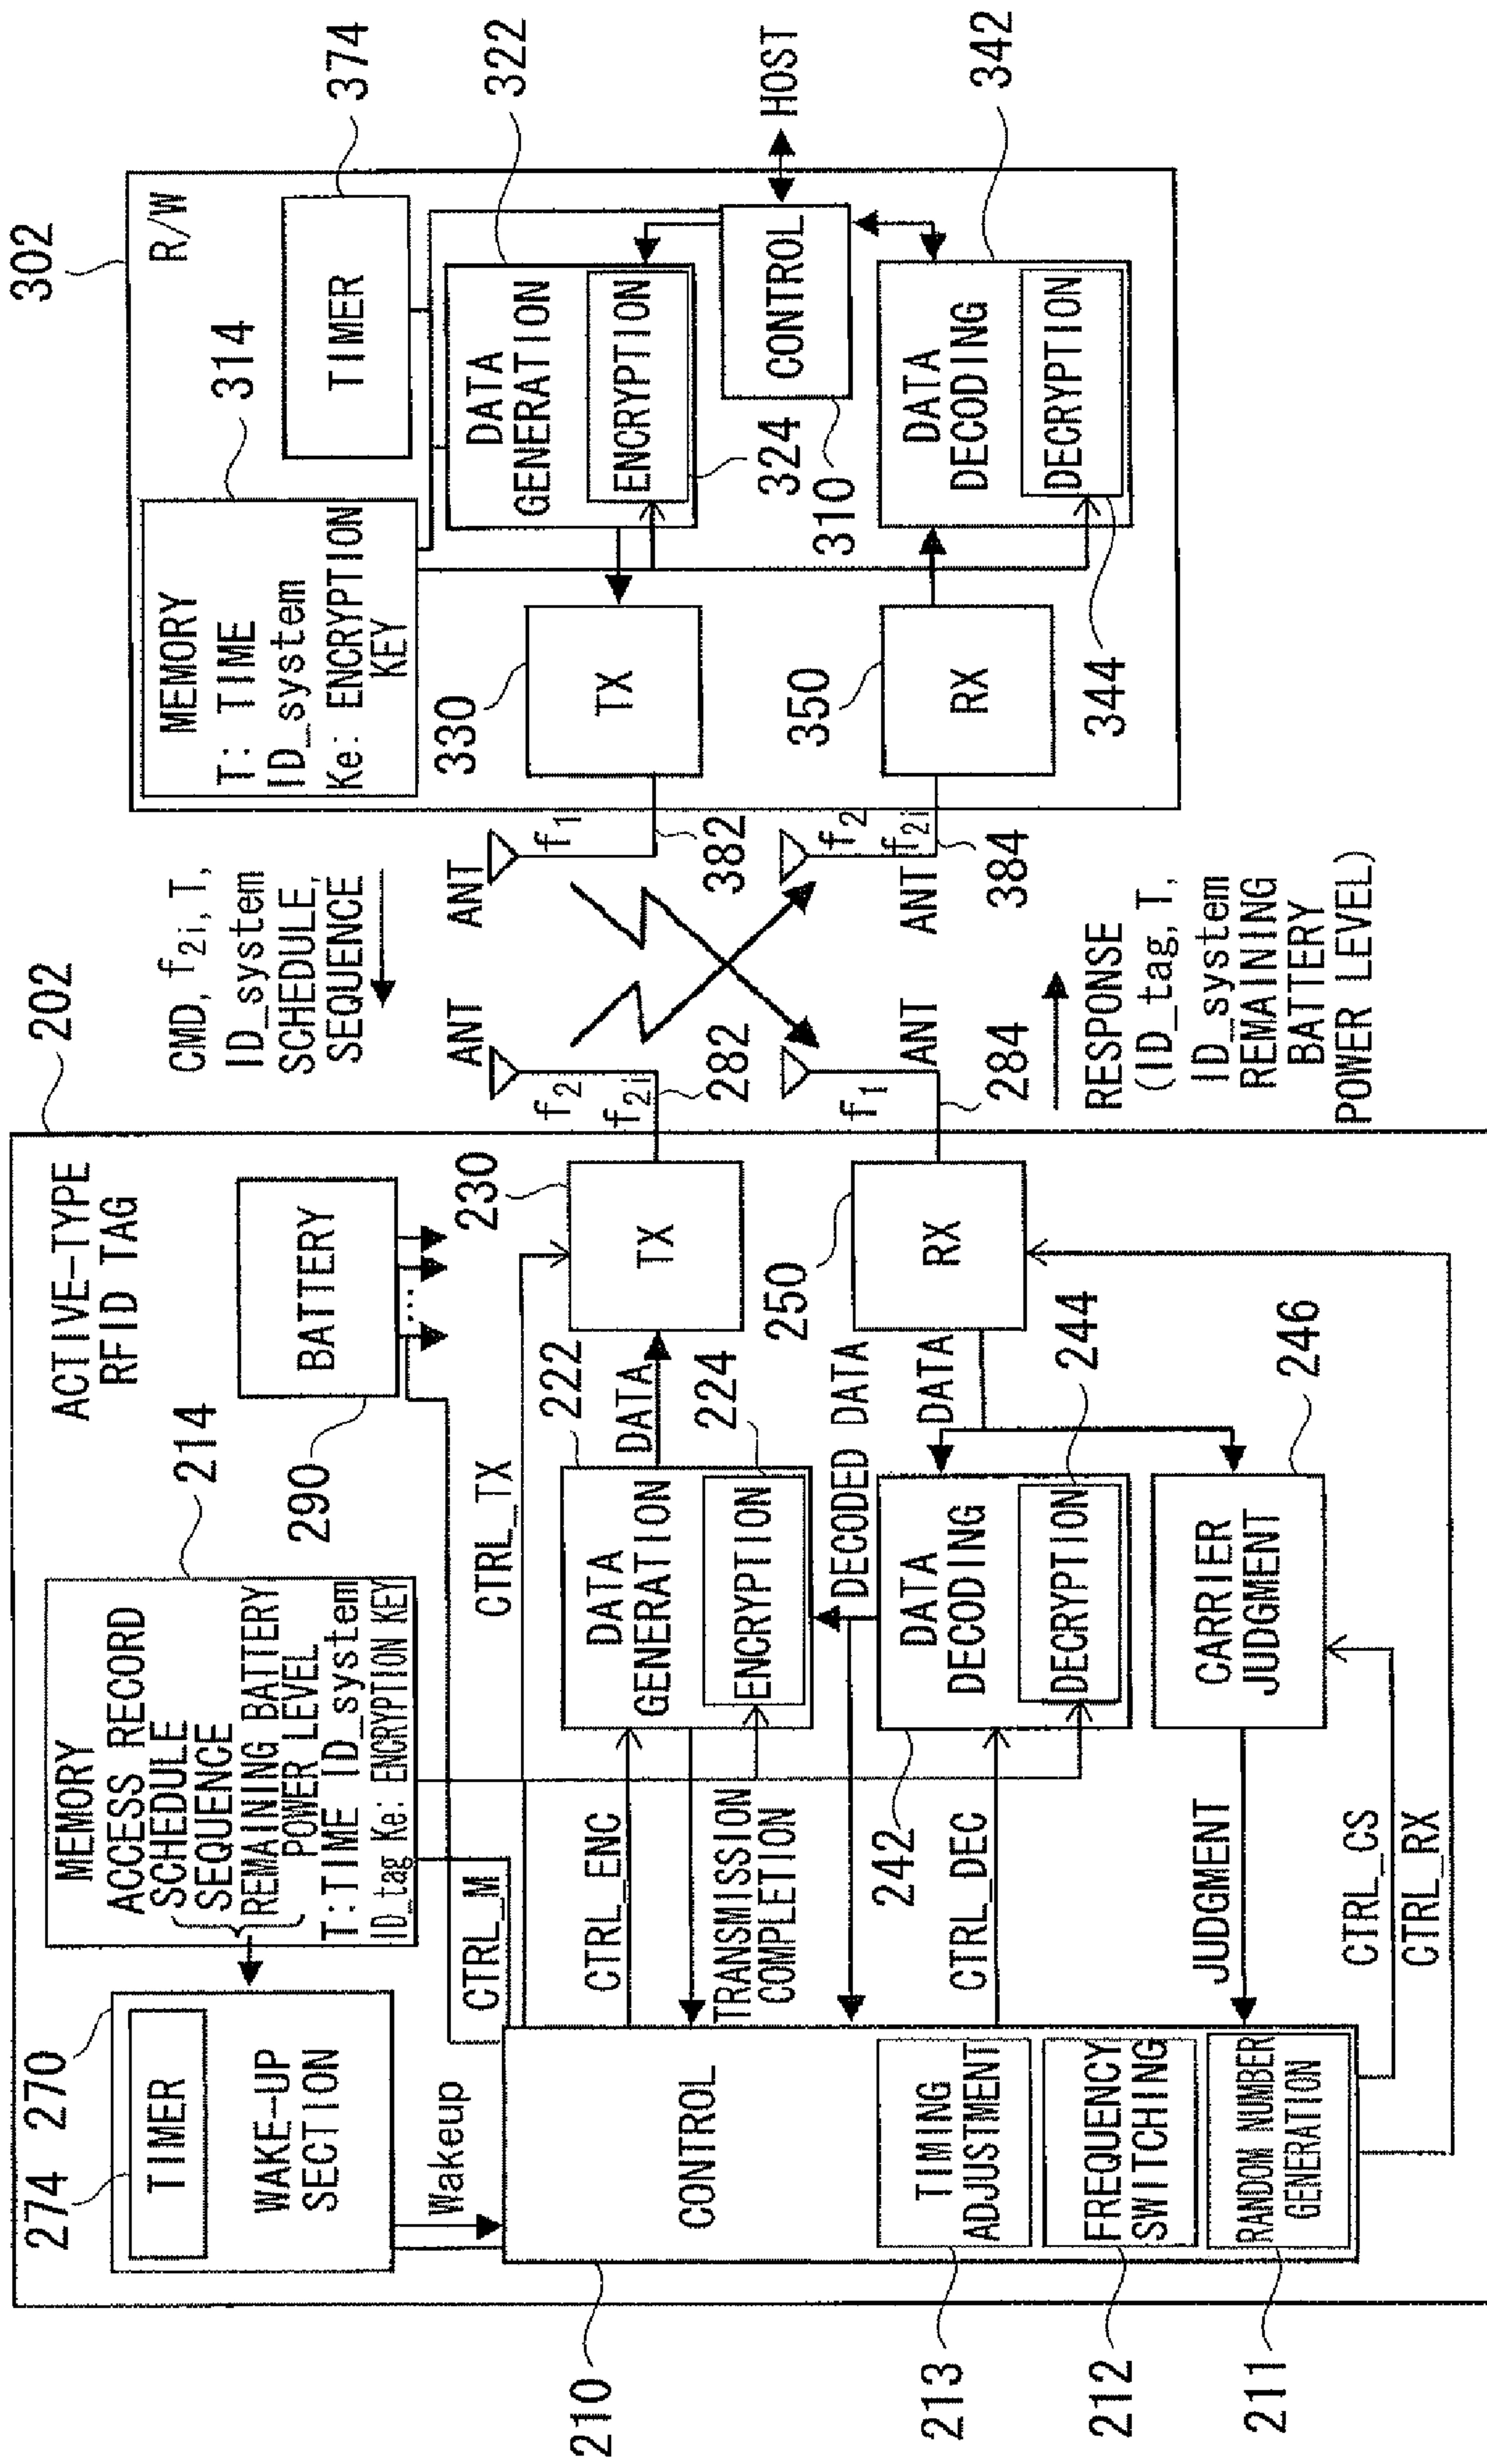 202
ACTIVE-TYPE
RFID TAG
274
270
TIMER
WAKE-UP
SECTION
Wakeup
214
MEMORY
ACCESS RECORD
SCHEDULE
SEQUENCE
REMAINING BATTERY
POWER LEVEL
T:TIME ID_system
ID_tag Ke: ENCRYPTION KEY
290
BATTERY
...
CTRL_M
CTRL_TX
210
CONTROL
213
TIMING
ADJUSTMENT
212
FREQUENCY
SWITCHING
211
RANDOM NUMBER
GENERATION
CTRL_ENC
TRANSMISSION
COMPLETION
222
DATA
GENERATION
224
ENCRYPTION
DATA
230
TX
DECODED DATA
CTRL_DEC
242
DATA
DECODING
244
DECRYPTION
DATA
250
RX
JUDGMENT
246
CARRIER
JUDGMENT
CTRL_CS
CTRL_RX
CMD, f2i, T,
ID_system
SCHEDULE,
SEQUENCE
ANT
f2
f2i
282
ANT
f1
382
ANT
f1
284
ANT
f2
f2i
384
RESPONSE
(ID_tag, T,
ID_system
REMAINING
BATTERY
POWER LEVEL)
302
R/W
314
MEMORY
T: TIME
ID_system
Ke: ENCRYPTION
KEY
374
TIMER
322
DATA
GENERATION
324
ENCRYPTION
330
TX
310
CONTROL
HOST
350
RX
342
DATA
DECODING
344
DECRYPTION